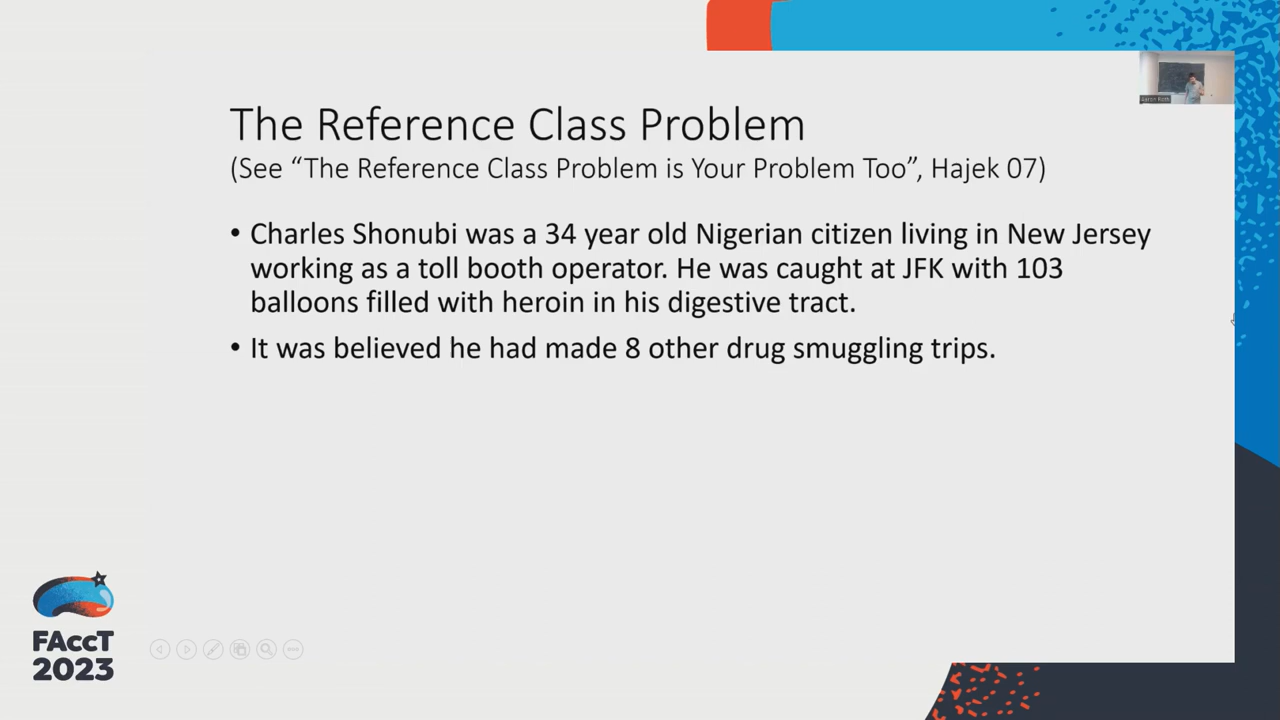 Aaron Roth
The Reference Class Problem
(See “The Reference Class Problem is Your Problem Too”, Hajek 07)
• Charles Shonubi was a 34 year old Nigerian citizen living in New Jersey
working as a toll booth operator. He was caught at JFK with 103
balloons filled with heroin in his digestive tract.
• It was believed he had made 8 other drug smuggling trips.
FAccT
2023